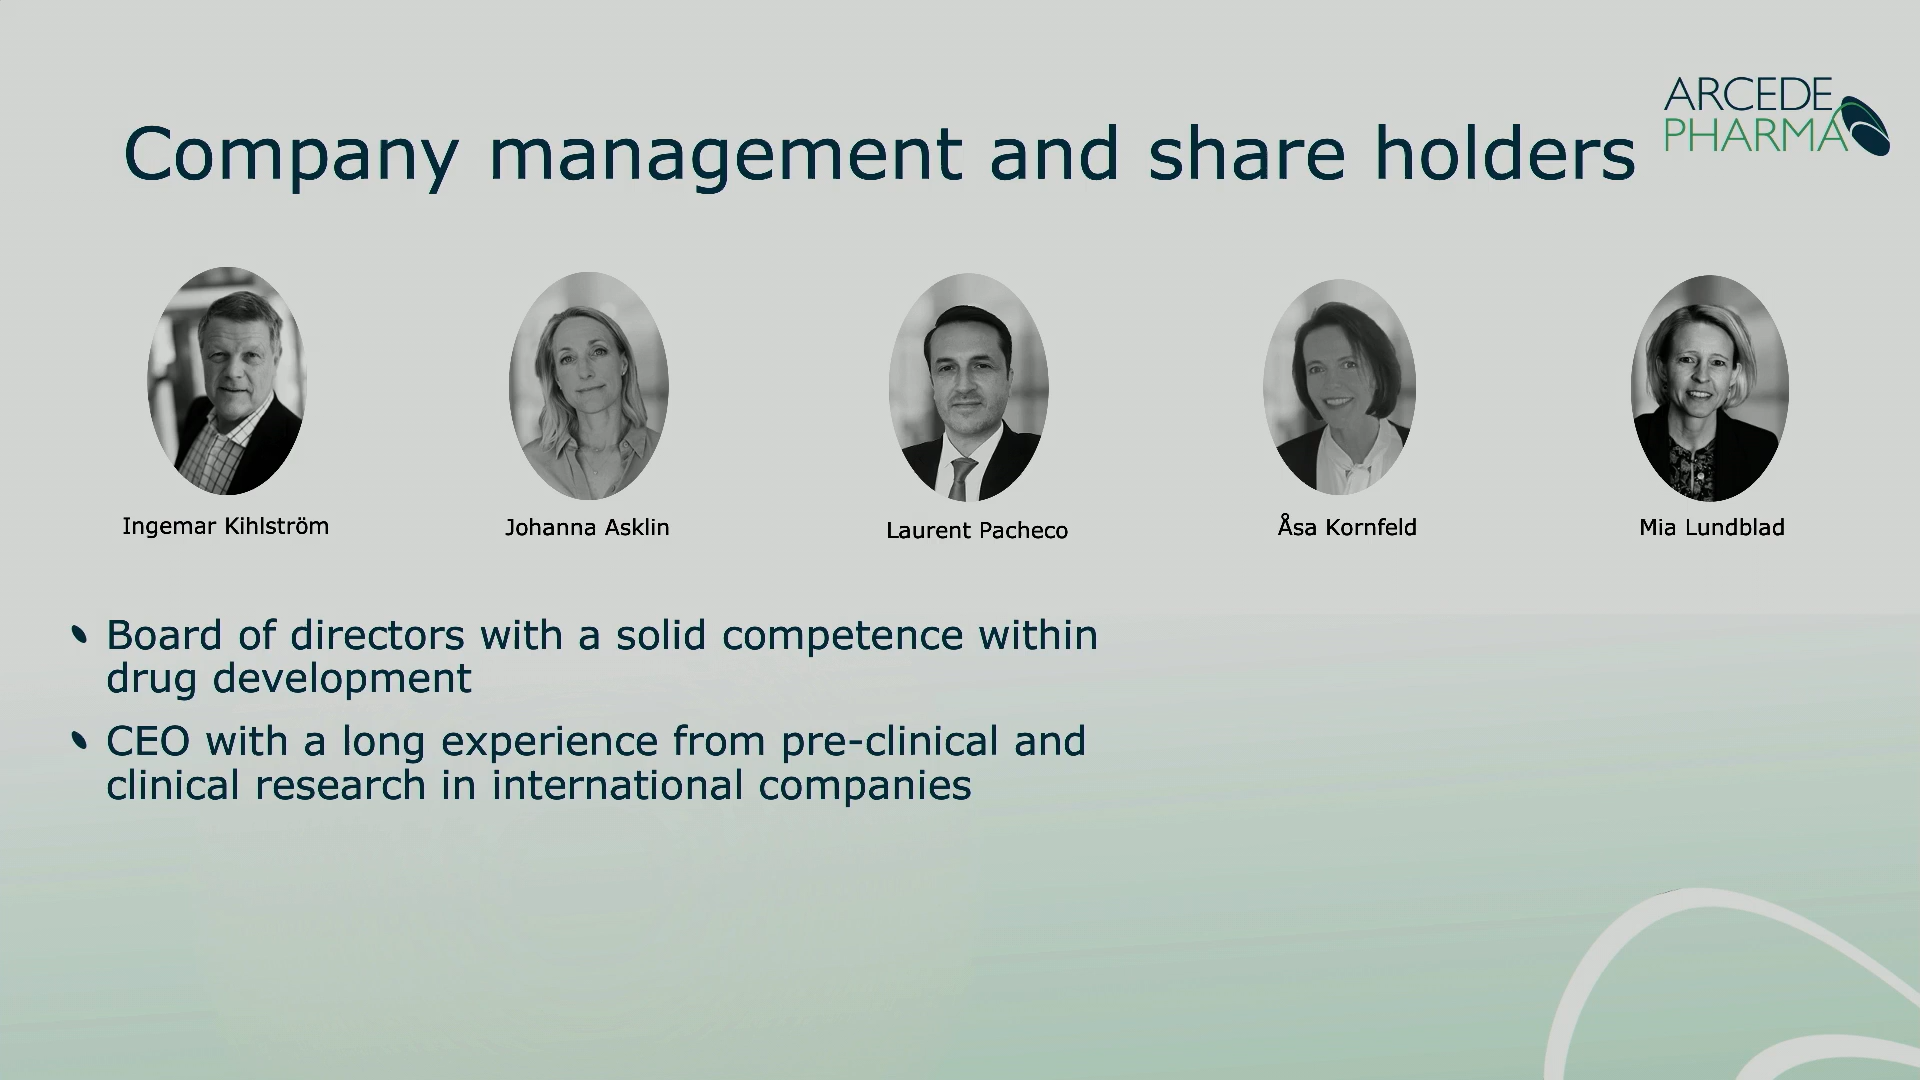 ARCEDE
PHARMA
Company management and share holders
Ingemar Kihlström
Johanna Asklin
Laurent Pacheco
Åsa Kornfeld
Mia Lundblad
Board of directors with a solid competence within
drug development
CEO with a long experience from pre-clinical and
clinical research in international companies